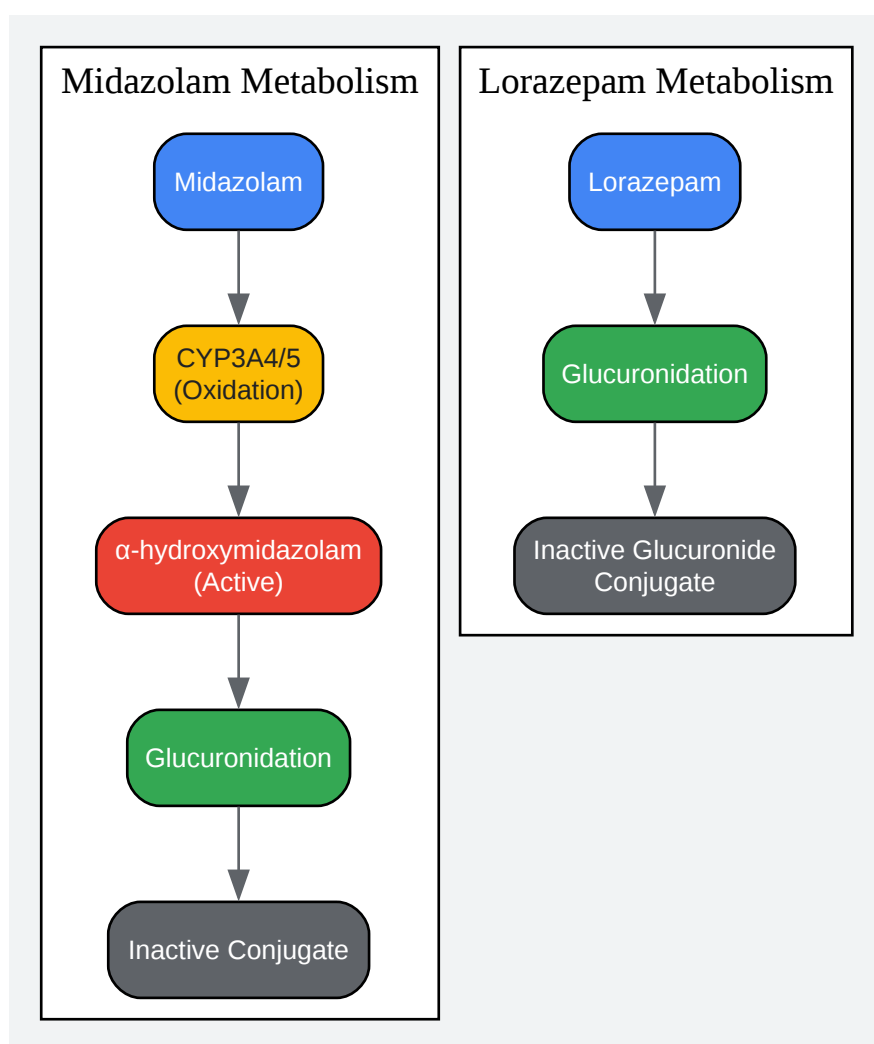 Midazolam Metabolism
Midazolam
CYP3A4/5
(Oxidation)
α-hydroxymidazolam
(Active)
Glucuronidation
Inactive Conjugate
Lorazepam Metabolism
Lorazepam
Glucuronidation
Inactive Glucuronide
Conjugate